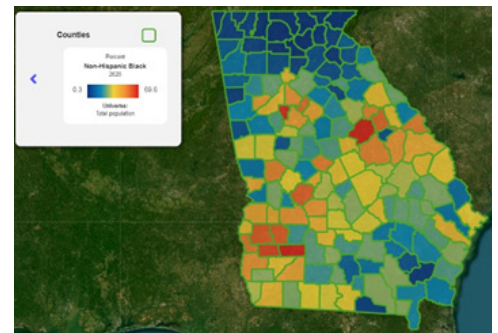 Counties
Percent
Non-Hispanic Black
2020
0.3 69.6
Universe:
Total population